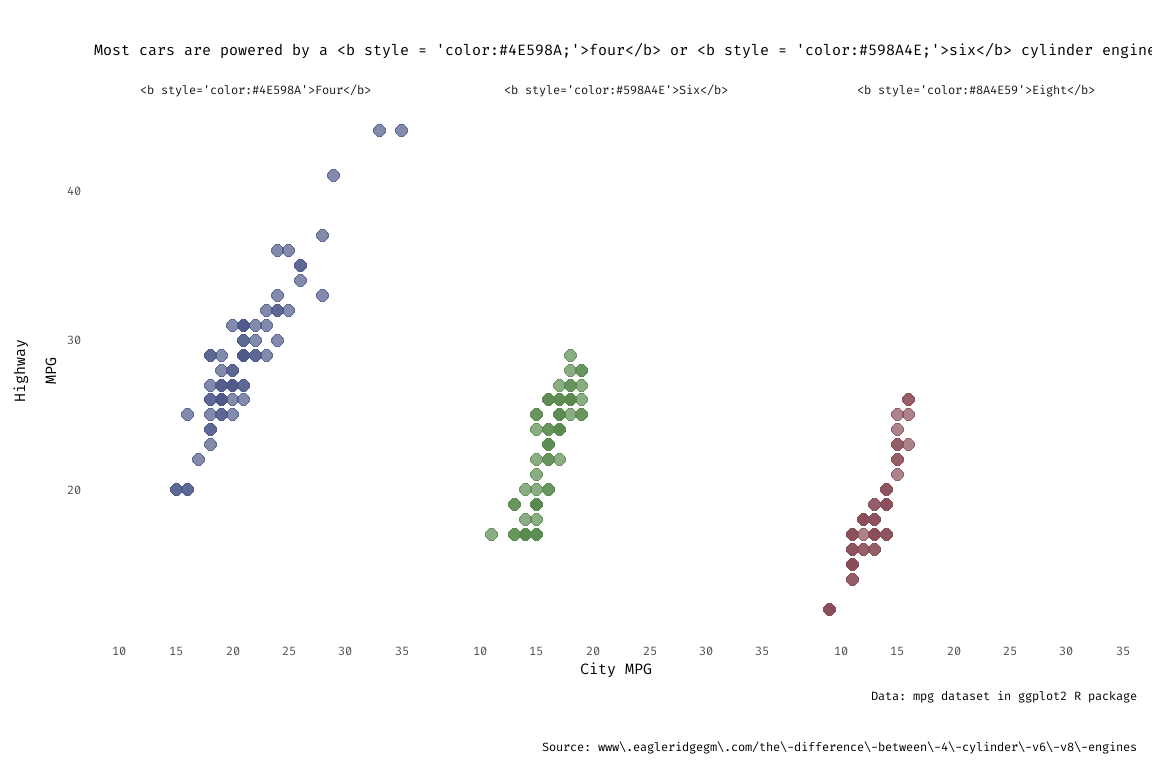 Most cars are powered by a <b style = 'color:#4E598A;'>four</b> or <b style = 'color:#598A4E;'>six</b> cylinder engine
<b style='color:#4E598A'>Four</b>
<b style='color:#598A4E'>Six</b>
<b style='color:#8A4E59'>Eight</b>
Highway
MPG
40
30
20
10 15 20 25 30 35
10 15 20 25 30 35
10 15 20 25 30 35
City MPG
Data: mpg dataset in ggplot2 R package
Source: www\.eagleridgegm\.com/the\-difference\-between\-4\-cylinder\-v6\-v8\-engines